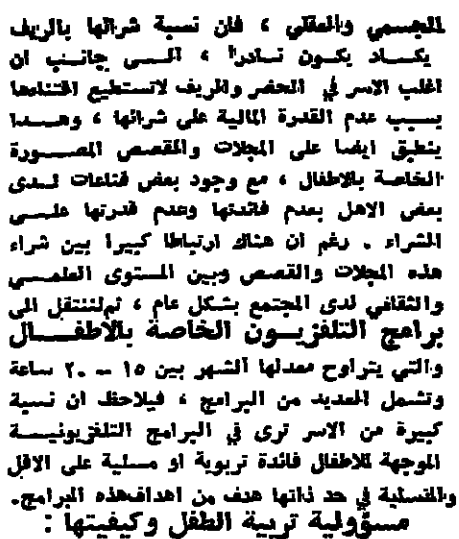 الجسمي والعقلي ، فان نسبة شرائها بالريف
يكاد يكون نادرا ، الى جانب ان
اغلب الاسر في الحضر والريف لاتستطيع اقتناءها
بسبب عدم القدرة المالية على شرائها ، وهذا
ينطبق ايضا على المجلات والقصص المصورة
الخاصة بالاطفال ، مع وجود بعض قناعات لدى
بعض الاهل بعدم فائدتها وعدم قدرتها على
الشراء . رغم ان هناك ارتباطا كبيرا بين شراء
هذه المجلات والقصص وبين المستوى العلمي
والثقافي لدى المجتمع بشكل عام ، ثم لننتقل الى
برامج التلفزيون الخاصة بالاطفال
والتي يتراوح معدلها الشهر بين ١٥ – ٢٠ ساعة
وتشمل العديد من البرامج ، فيلاحظ ان نسبة
كبيرة من الاسر ترى في البرامج التلفزيونية
الموجهة للاطفال فائدة تربوية او مسلية على الاقل
والتسلية في حد ذاتها هدف من اهداف هذه البرامج.
مسؤولية تربية الطفل وكيفيتها :